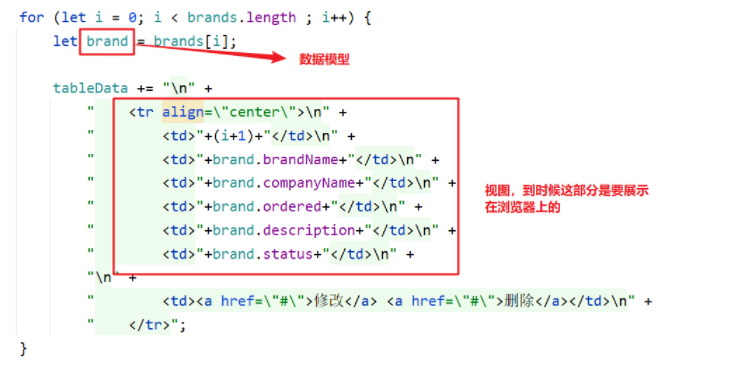 for (let i = 0; i < brands.length ; i++) {
let brand = brands[i];
数据模型
tableData += "\n" +
"    <tr align=\"center\">\n" +
"        <td>"+(i+1)+"</td>\n" +
"        <td>"+brand.brandName+"</td>\n" +
"        <td>"+brand.companyName+"</td>\n" +
"        <td>"+brand.ordered+"</td>\n" +
"        <td>"+brand.description+"</td>\n" +
"        <td>"+brand.status+"</td>\n" +
视图，到时候这部分是要展示
在浏览器上的
"\n" +
"        <td><a href=\"#\">修改</a> <a href=\"#\">删除</a></td>\n" +
"    </tr>";
}